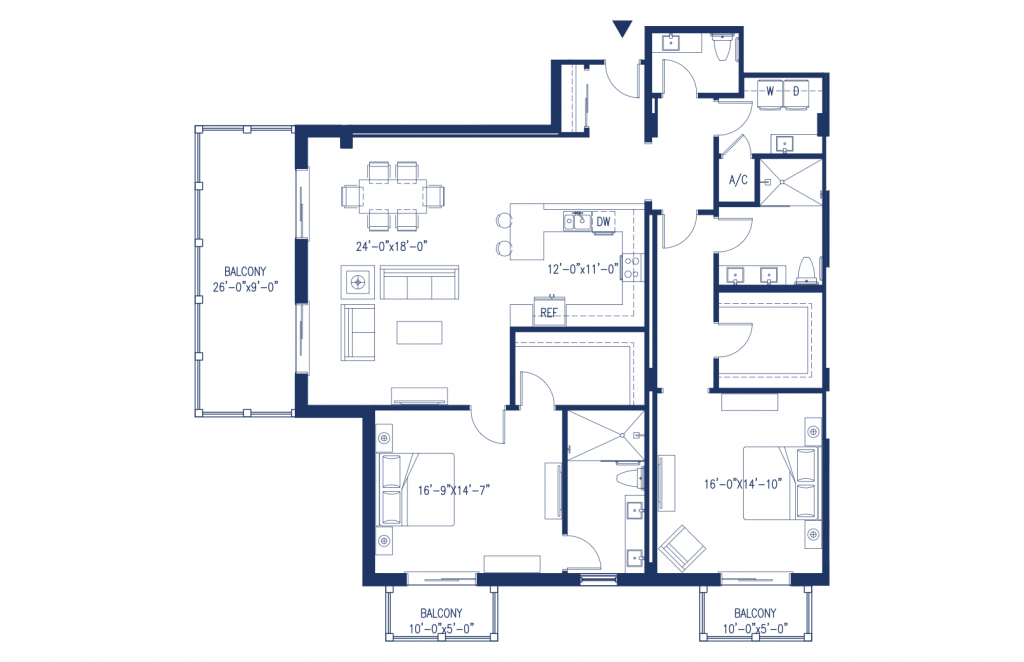 W D
A/C
DW
24'-0"x18'-0"
12'-0"x11'-0"
BALCONY
26'-0"x9'-0"
REF
16'-9"X14'-7"
16'-0"X14'-10"
BALCONY
10'-0"x5'-0"
BALCONY
10'-0"x5'-0"